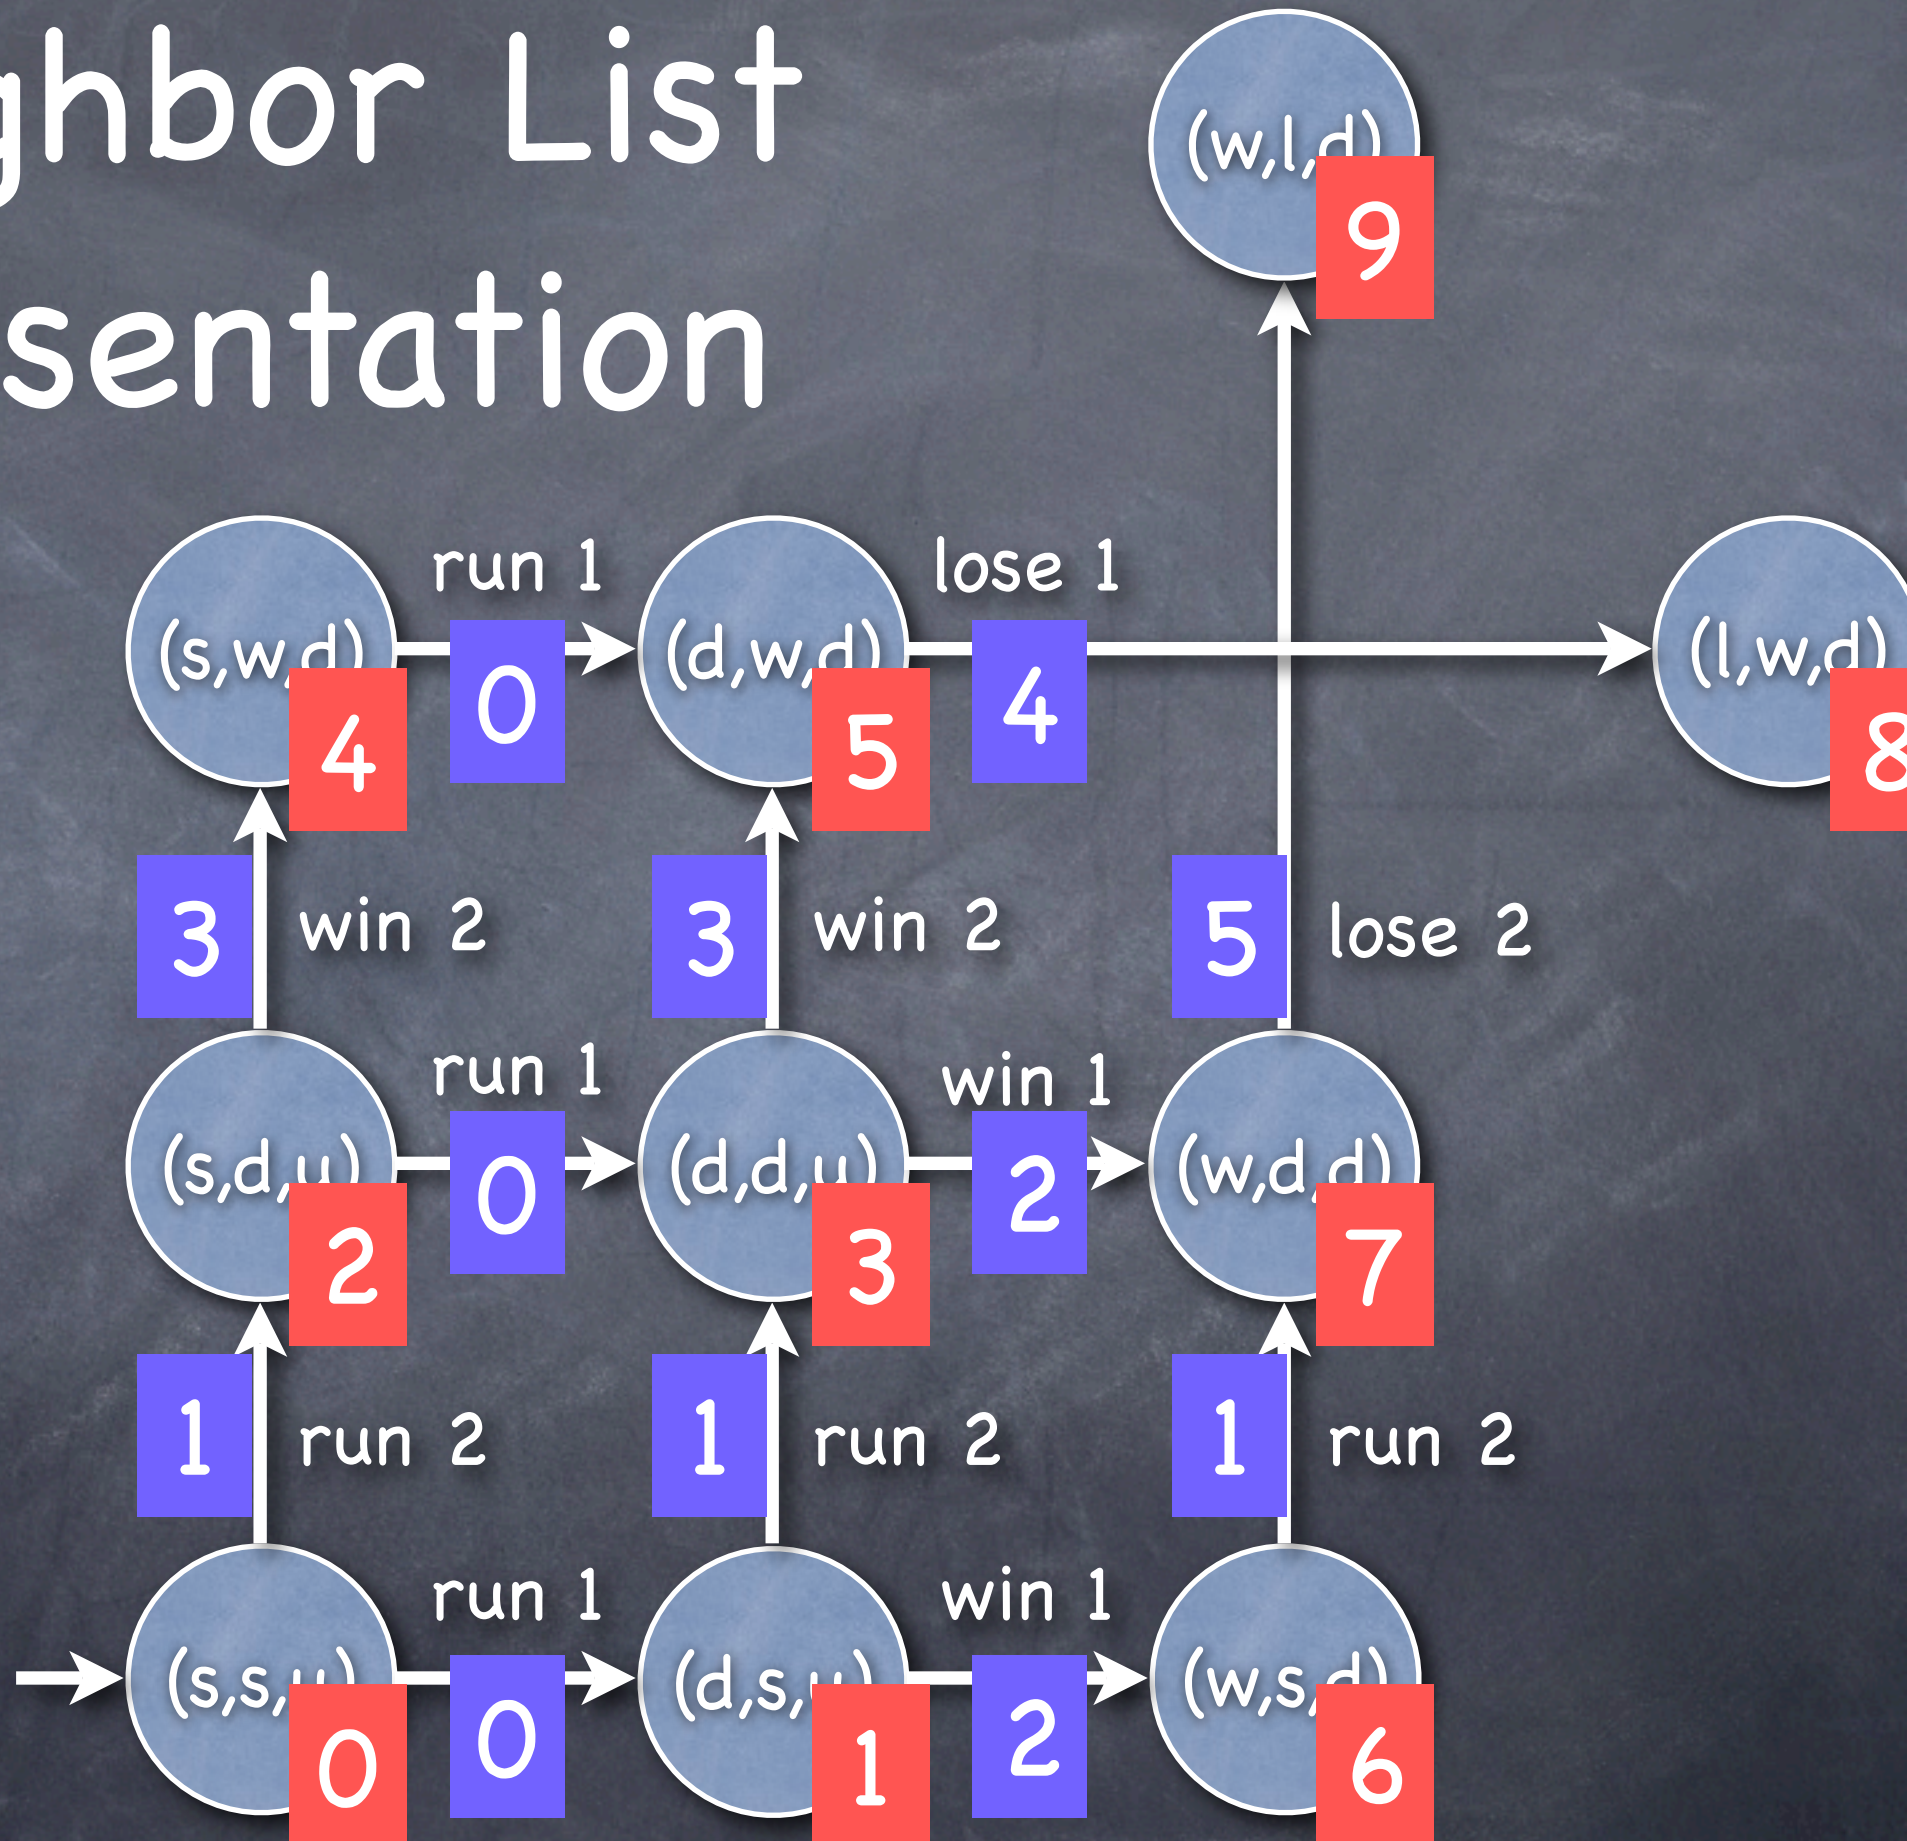 ghbor List
sentation
(w,l,d)
9
run 1
lose 1
(s,w,d)
(d,w,d)
(l,w,d)
0
4
4
5
8
3
win 2
3
win 2
5
lose 2
run 1
win 1
(s,d,u)
(d,d,u)
(w,d,d)
0
2
2
3
7
1
run 2
1
run 2
1
run 2
run 1
win 1
(s,s,u)
(d,s,u)
(w,s,d)
0
2
0
1
6